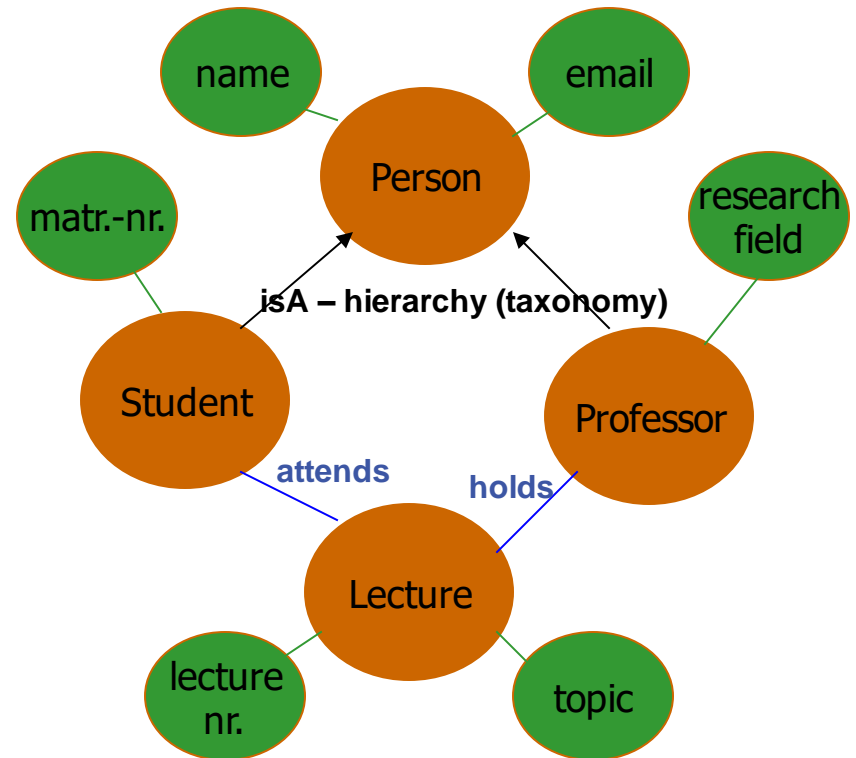 name
email
Person
matr.-nr.
research
field
isA – hierarchy (taxonomy)
Student
Professor
attends
holds
Lecture
lecture
nr.
topic